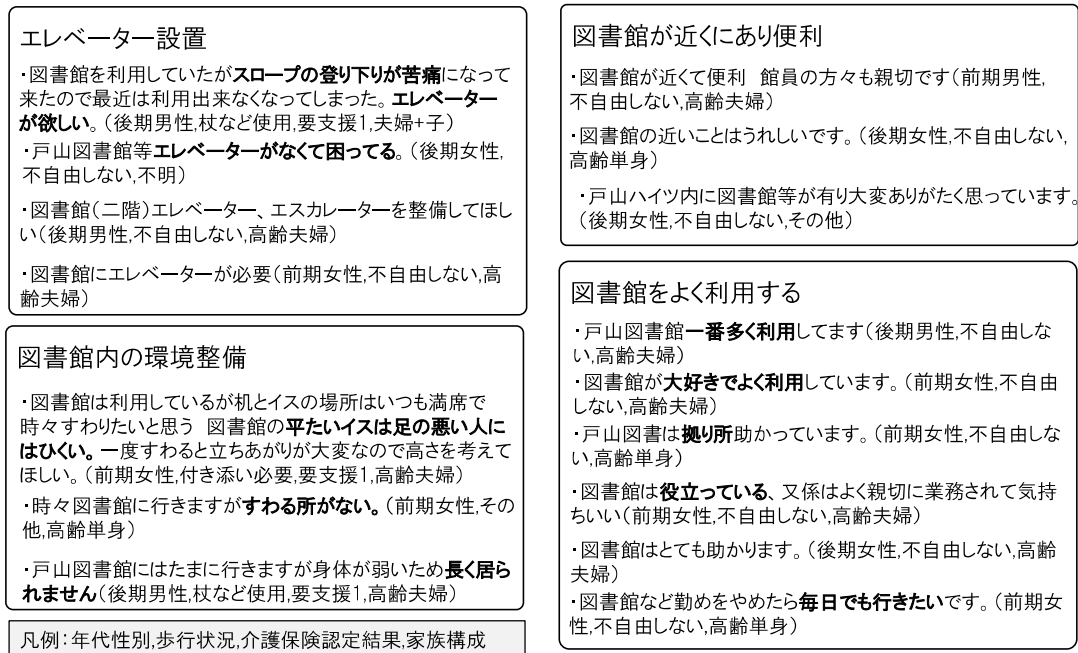 エレベーター設置
・図書館を利用していたがスロープの登り下りが苦痛になって
来たので最近は利用出来なくなってしまった。エレベーター
が欲しい。（後期男性,杖など使用,要支援1,夫婦+子）
・戸山図書館等エレベーターがなくて困ってる。（後期女性,
不自由しない,不明）
・図書館（二階）エレベーター、エスカレーターを整備してほし
い（後期男性,不自由しない,高齢夫婦）
・図書館にエレベーターが必要（前期女性,不自由しない,高
齢夫婦）
図書館内の環境整備
・図書館は利用しているが机とイスの場所はいつも満席で
時々すわりたいと思う　図書館の平たいイスは足の悪い人に
はひくい。一度すわると立ちあがりが大変なので高さを考えて
ほしい。（前期女性,付き添い必要,要支援1,高齢夫婦）
・時々図書館に行きますがすわる所がない。（前期女性,その
他,高齢単身）
・戸山図書館にはたまに行きますが身体が弱いため長く居ら
れません（後期男性,杖など使用,要支援1,高齢夫婦）
凡例：年代性別,歩行状況,介護保険認定結果,家族構成
図書館が近くにあり便利
・図書館が近くて便利　館員の方々も親切です（前期男性,
不自由しない,高齢夫婦）
・図書館の近いことはうれしいです。（後期女性,不自由しない,
高齢単身）
・戸山ハイツ内に図書館等が有り大変ありがたく思っています。
（後期女性,不自由しない,その他）
図書館をよく利用する
・戸山図書館一番多く利用してます（後期男性,不自由しな
い,高齢夫婦）
・図書館が大好きでよく利用しています。（前期女性,不自由
しない,高齢夫婦）
・戸山図書は拠り所助かっています。（前期女性,不自由しな
い,高齢単身）
・図書館は役立っている、又係はよく親切に業務されて気持
ちいい（前期女性,不自由しない,高齢夫婦）
・図書館はとても助かります。（後期女性,不自由しない,高齢
夫婦）
・図書館など勤めをやめたら毎日でも行きたいです。（前期女
性,不自由しない,高齢単身）